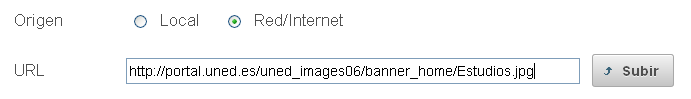 Origen Local Red/Internet
URL http://portal.uned.es/uned_images06/banner_home/Estudios.jpg Subir